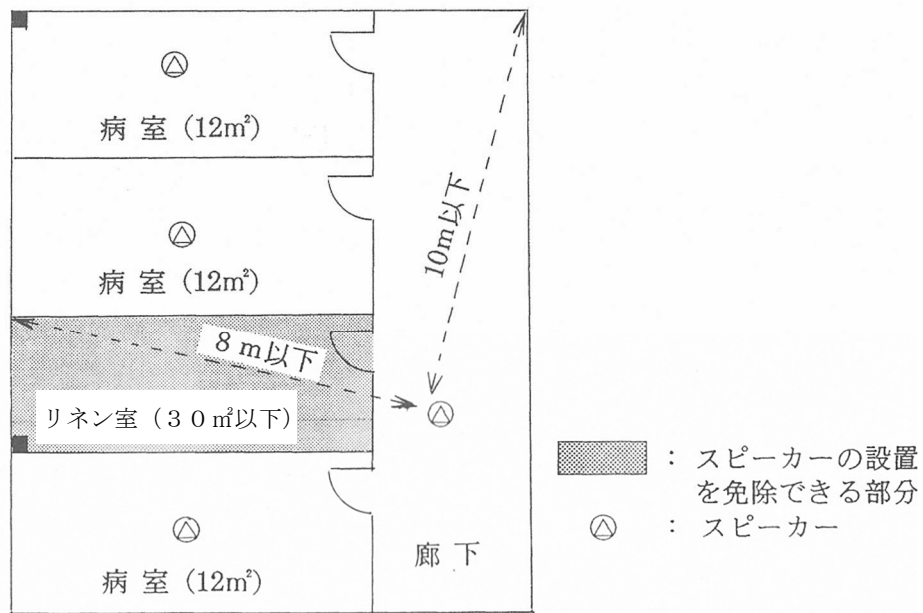 病室（12㎡）
10m以下
病室（12㎡）
８m以下
リネン室（３０㎡以下）
病室（12㎡）
廊下
：スピーカーの設置
を免除できる部分
：スピーカー